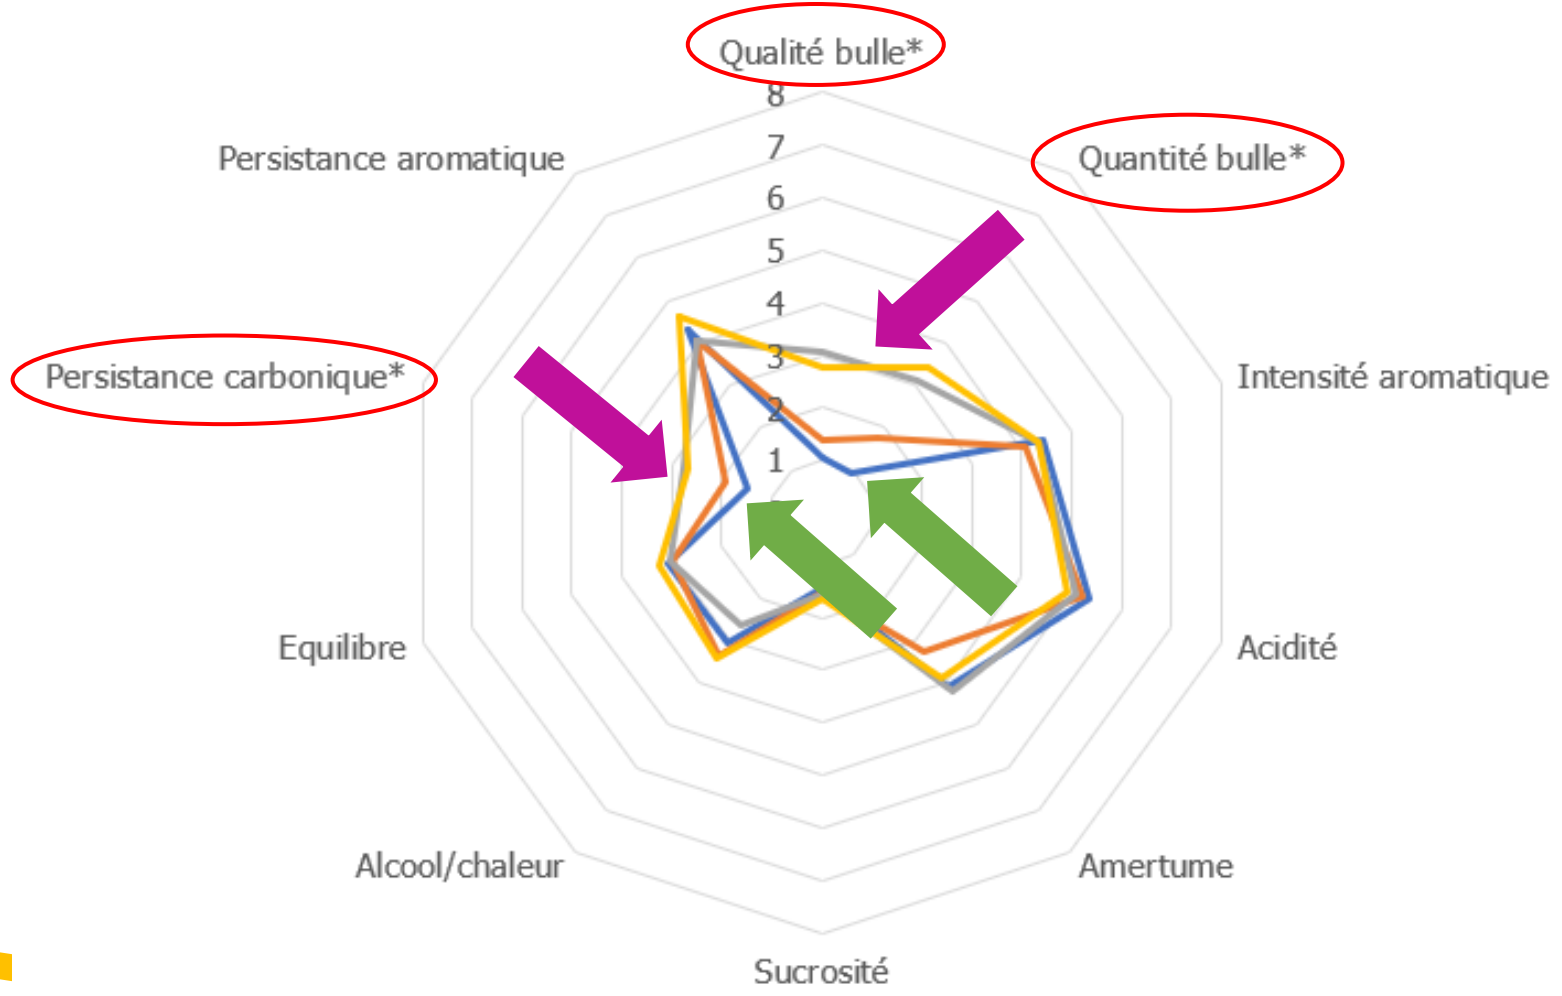 Qualité bulle*
8
Persistance aromatique
7
Quantité bulle*
6
5
4
3
Persistance carbonique*
Intensité aromatique
2
1
Equilibre
Acidité
Alcool/chaleur
Amertume
Sucrosité